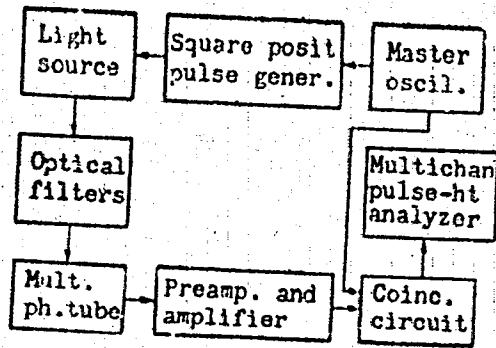 Light
source
Square posit
pulse gener.
Master
oscil.
Optical
filters
Multichan
pulse-ht
analyzer
Mult.
ph.tube
Preamp. and
amplifier
Coinc.
circuit